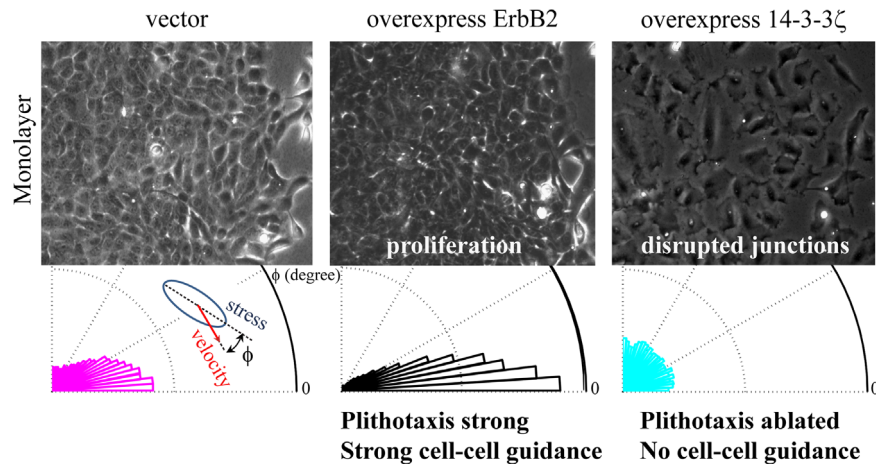 vector
overexpress ErbB2
overexpress 14-3-3ζ
Monolayer
proliferation
disrupted junctions
ϕ (degree)
stress
velocity
ϕ
0
0
0
Plithotaxis strong
Strong cell-cell guidance
Plithotaxis ablated
No cell-cell guidance